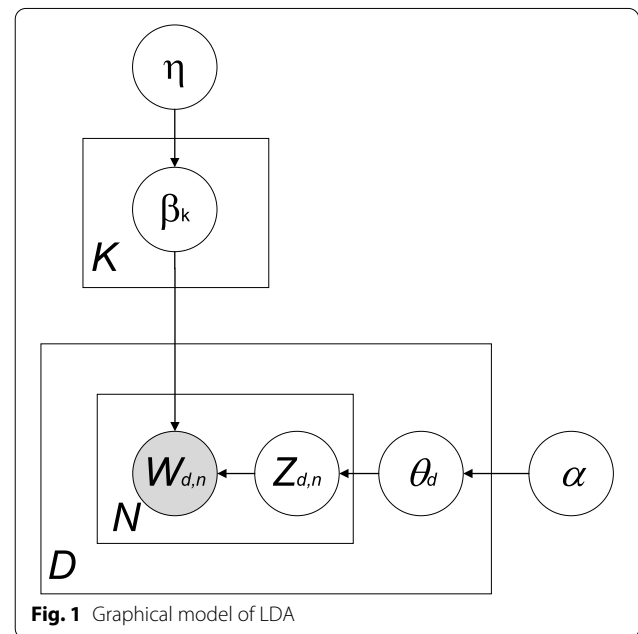 η
βk
K
Wd,n
Zd,n
θd
α
N
D
Fig. 1 Graphical model of LDA